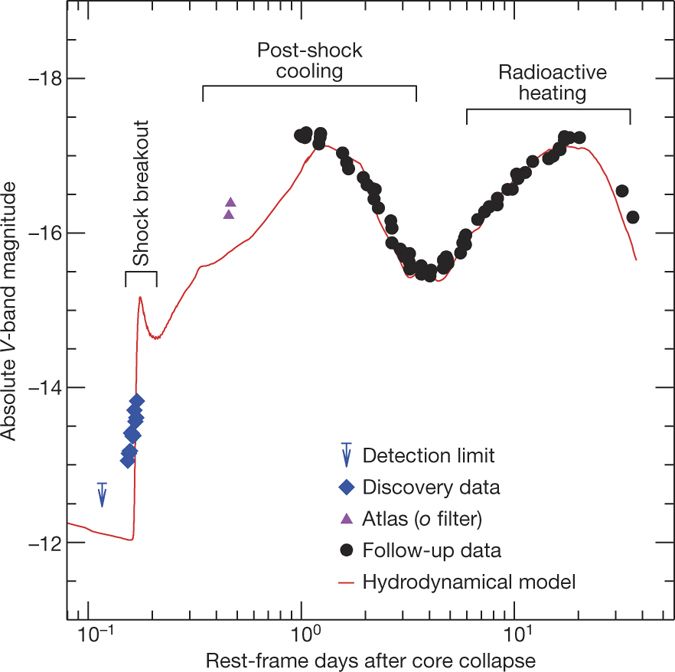 Post-shock
cooling
Radioactive
heating
Shock breakout
Absolute V-band magnitude
−18
−16
−14
−12
Detection limit
Discovery data
Atlas (o filter)
Follow-up data
Hydrodynamical model
10⁻¹
10⁰
10¹
Rest-frame days after core collapse